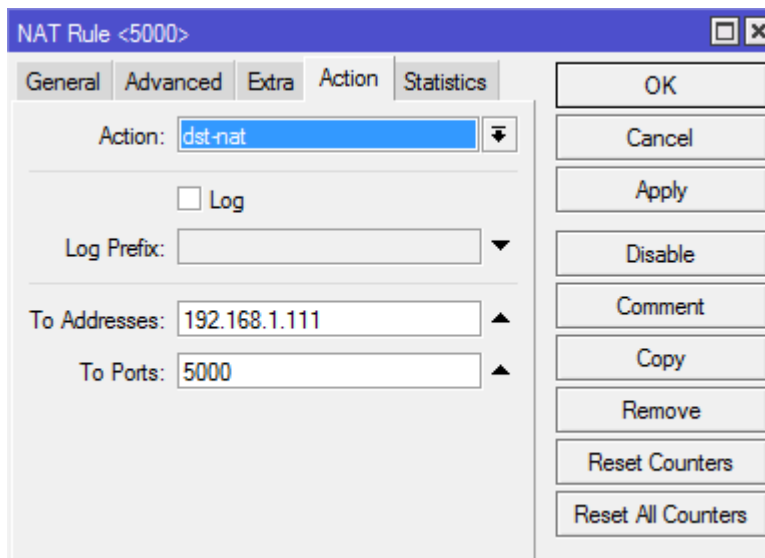 NAT Rule <5000>
General Advanced Extra Action Statistics
Action: dst-nat
Log
Log Prefix:
To Addresses: 192.168.1.111
To Ports: 5000
OK
Cancel
Apply
Disable
Comment
Copy
Remove
Reset Counters
Reset All Counters